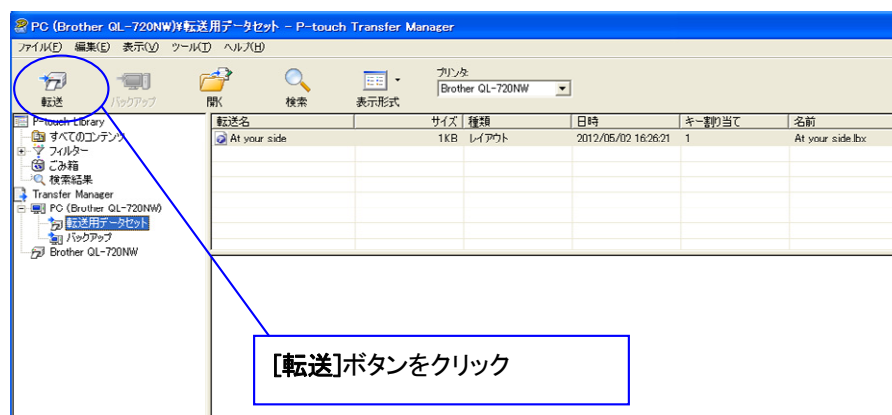 PC (Brother QL-720NW)¥転送用データセット - P-touch Transfer Manager
ファイル(F) 編集(E) 表示(V) ツール(T) ヘルプ(H)
転送 バックアップ 開く 検索 表示形式
プリンタ
Brother QL-720NW
転送名 サイズ 種類 日時 キー割り当て 名前
At your side 1KB レイアウト 2012/05/02 16:26:21 1 At your side.lbx
P-touch Library
すべてのコンテンツ
フィルター
ごみ箱
検索結果
Transfer Manager
PC (Brother QL-720NW)
転送用データセット
バックアップ
Brother QL-720NW
[転送]ボタンをクリック